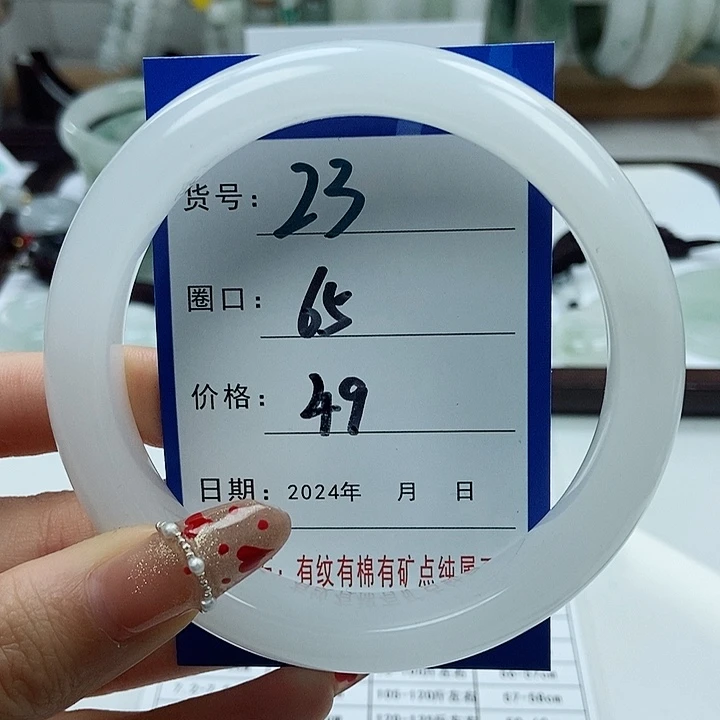 货号：23
圈口：65
价格：49
日期：2024年 月 日
：有纹有棉有矿点纯属